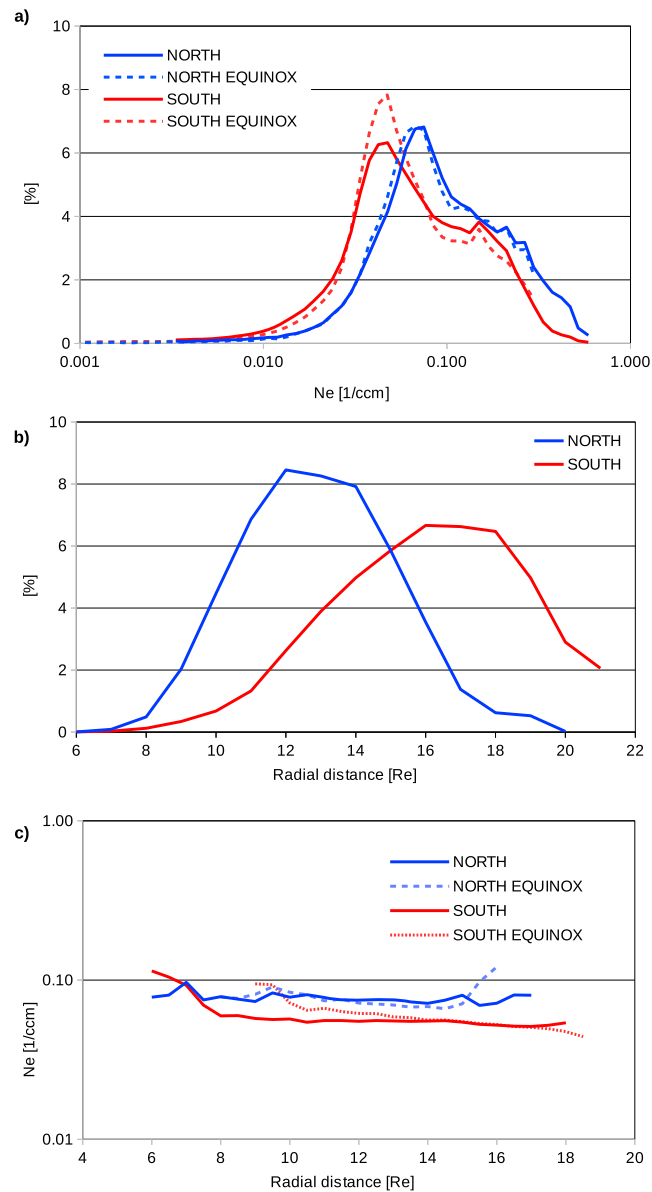 a)
10
8
6
4
2
0
[%]
NORTH
NORTH EQUINOX
SOUTH
SOUTH EQUINOX
0.001
0.010
0.100
1.000
Ne [1/ccm]
b)
10
8
6
4
2
0
[%]
NORTH
SOUTH
6
8
10
12
14
16
18
20
22
Radial distance [Re]
c)
1.00
0.10
0.01
Ne [1/ccm]
NORTH
NORTH EQUINOX
SOUTH
SOUTH EQUINOX
4
6
8
10
12
14
16
18
20
Radial distance [Re]